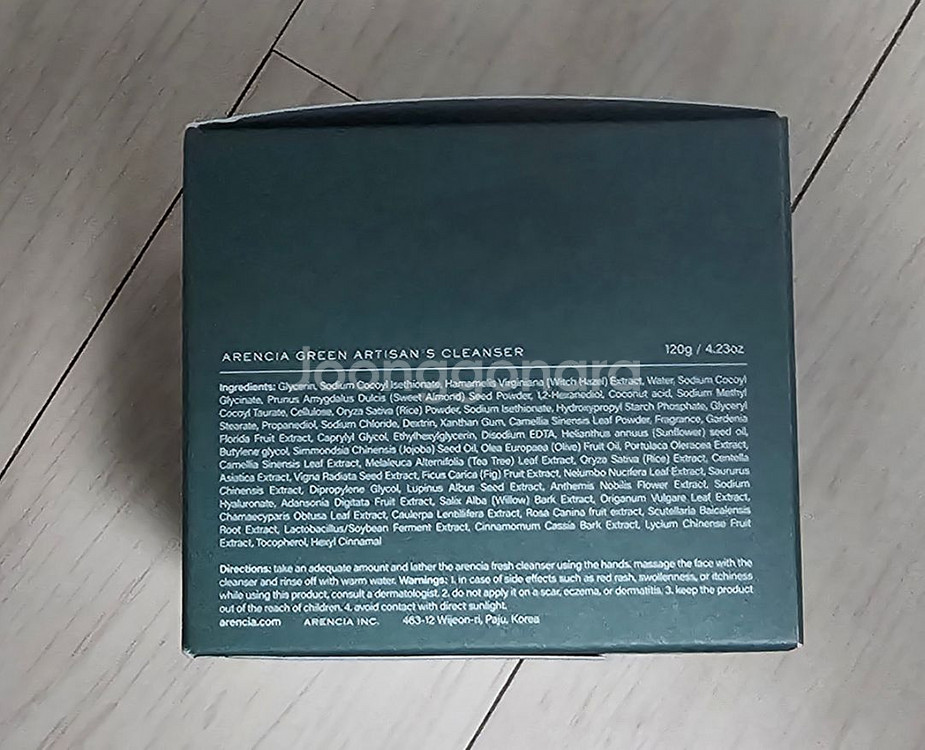 ARENCIA GREEN ARTISAN'S CLEANSER 120g / 4.23oz
Joonggonara
Ingredients: Glycerin, Sodium Cocoyl Isethionate, Hamamelis Virginiana (Witch Hazel) Extract, Water, Sodium Cocoyl
Glycinate, Prunus Amygdalus Dulcis (Sweet Almond) Seed Powder, 1,2-Hexanediol, Coconut acid, Sodium Methyl
Cocoyl Taurate, Cellulose, Oryza Sativa (Rice) Powder, Sodium Isethionate, Hydroxypropyl Starch Phosphate, Glyceryl
Stearate, Propanediol, Sodium Chloride, Dextrin, Xanthan Gum, Camellia Sinensis Leaf Powder, Fragrance, Gardenia
Florida Fruit Extract, Caprylyl Glycol, Ethylhexylglycerin, Disodium EDTA, Helianthus annuus (Sunflower) seed oil,
Butylene glycol, Simmondsia Chinensis (Jojoba) Seed Oil, Olea Europaea (Olive) Fruit Oil, Portulaca Oleracea Extract,
Camellia Sinensis Leaf Extract, Melaleuca Alternifolia (Tea Tree) Leaf Extract, Oryza Sativa (Rice) Extract, Centella
Asiatica Extract, Vigna Radiata Seed Extract, Ficus Carica (Fig) Fruit Extract, Nelumbo Nucifera Leaf Extract, Saururus
Chinensis Extract, Dipropylene Glycol, Lupinus Albus Seed Extract, Anthemis Nobilis Flower Extract, Sodium
Hyaluronate, Adansonia Digitata Fruit Extract, Salix Alba (Willow) Bark Extract, Origanum Vulgare Leaf Extract,
Chamaecyparis Obtusa Leaf Extract, Caulerpa Lentillifera Extract, Rosa Canina fruit extract, Scutellaria Baicalensis
Root Extract, Lactobacillus/Soybean Ferment Extract, Cinnamomum Cassia Bark Extract, Lycium Chinense Fruit
Extract, Tocopherol, Hexyl Cinnamal
Directions: take an adequate amount and lather the arencia fresh cleanser using the hands. massage the face with the
cleanser and rinse off with warm water. Warnings: 1. in case of side effects such as red rash, swollenness, or itchiness
while using this product, consult a dermatologist. 2. do not apply it on a scar, eczema, or dermatitis. 3. keep the product
out of the reach of children. 4. avoid contact with direct sunlight.
arencia.com ARENCIA INC. 463-12 Wijeon-ri, Paju, Korea